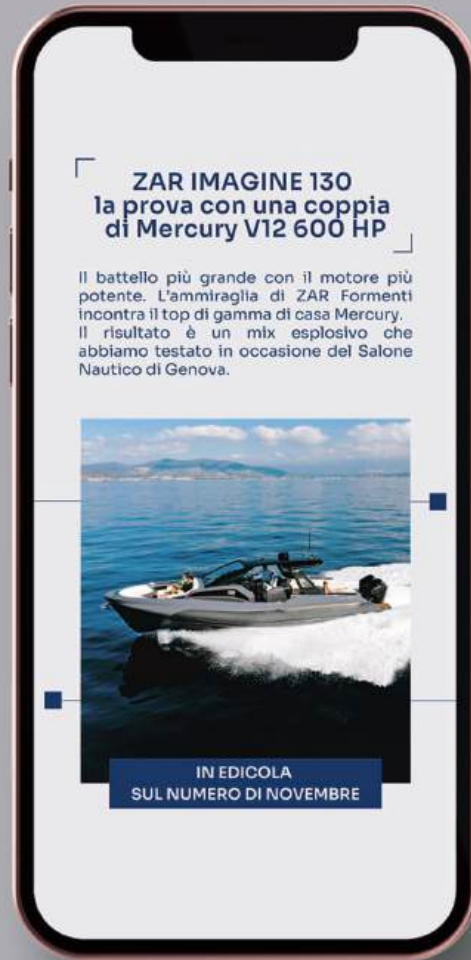 ZAR IMAGINE 130
la prova con una coppia
di Mercury V12 600 HP
Il battello più grande con il motore più
potente. L'ammiraglia di ZAR Formenti
incontra il top di gamma di casa Mercury.
Il risultato è un mix esplosivo che
abbiamo testato in occasione del Salone
Nautico di Genova.
IN EDICOLA
SUL NUMERO DI NOVEMBRE